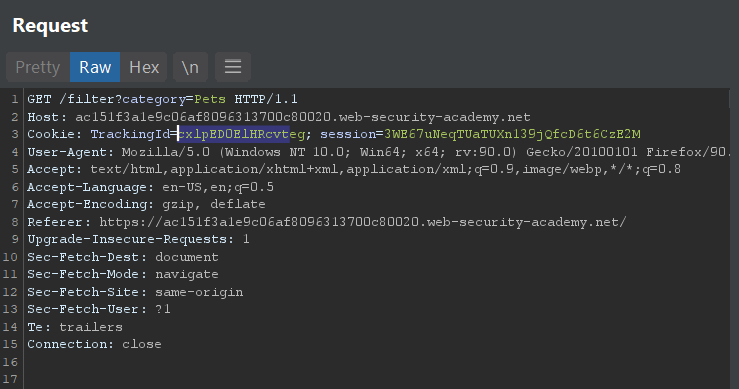 Request
Pretty Raw Hex \n
1 GET /filter?category=Pets HTTP/1.1
2 Host: ac151f3a1e9c06af8096313700c80020.web-security-academy.net
3 Cookie: TrackingId=cxlpED0ElHRcvteg; session=3WE67uNeqTUaTUXn139jQfcD6t6CzE2M
4 User-Agent: Mozilla/5.0 (Windows NT 10.0; Win64; x64; rv:90.0) Gecko/20100101 Firefox/90.
5 Accept: text/html,application/xhtml+xml,application/xml;q=0.9,image/webp,*/*;q=0.8
6 Accept-Language: en-US,en;q=0.5
7 Accept-Encoding: gzip, deflate
8 Referer: https://ac151f3a1e9c06af8096313700c80020.web-security-academy.net/
9 Upgrade-Insecure-Requests: 1
10 Sec-Fetch-Dest: document
11 Sec-Fetch-Mode: navigate
12 Sec-Fetch-Site: same-origin
13 Sec-Fetch-User: ?1
14 Te: trailers
15 Connection: close
16
17